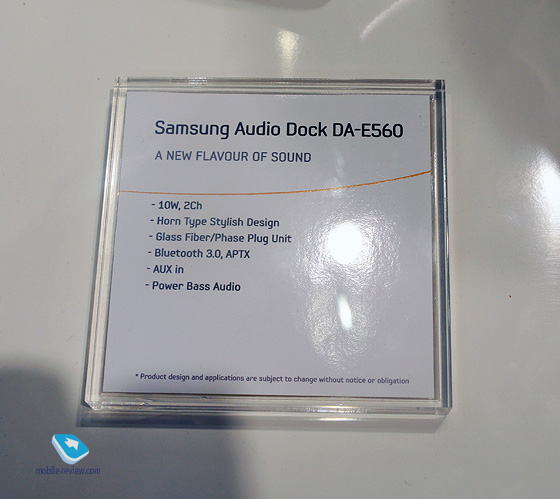 Samsung Audio Dock DA-E560
A NEW FLAVOUR OF SOUND
- 10W, 2Ch
- Horn Type Stylish Design
- Glass Fiber/Phase Plug Unit
- Bluetooth 3.0, APTX
- AUX in
- Power Bass Audio
* Product design and applications are subject to change without notice or obligation
mobile-review.com